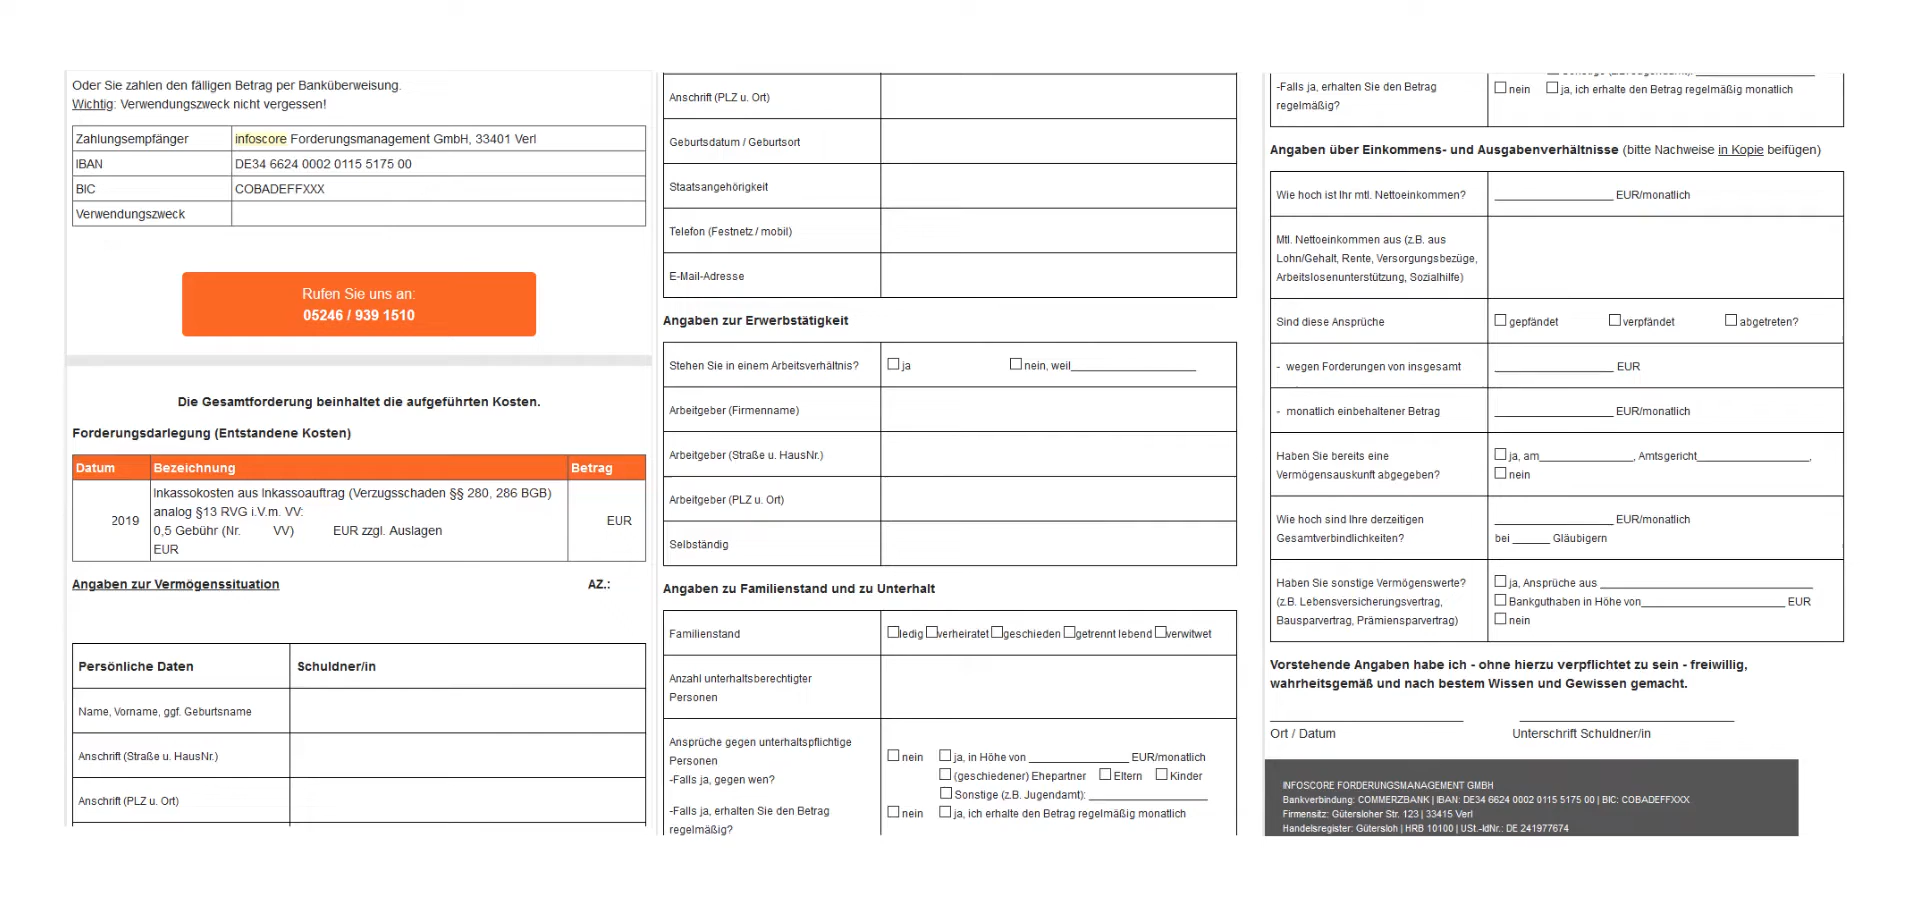 Oder Sie zahlen den fälligen Betrag per Banküberweisung.
Wichtig: Verwendungszweck nicht vergessen!
Zahlungsempfänger infoscore Forderungsmanagement GmbH, 33401 Verl
IBAN DE34 6624 0002 0115 5175 00
BIC COBADEFFXXX
Verwendungszweck
Rufen Sie uns an:
05246 / 939 1510
Die Gesamtforderung beinhaltet die aufgeführten Kosten.
Forderungsdarlegung (Entstandene Kosten)
Datum Bezeichnung Betrag
Inkassokosten aus Inkassoauftrag (Verzugsschaden §§ 280, 286 BGB)
analog §13 RVG i.V.m. VV:
2019 0,5 Gebühr (Nr. VV) EUR zzgl. Auslagen EUR
EUR
Angaben zur Vermögenssituation AZ.:
Persönliche Daten Schuldner/in
Name, Vorname, ggf. Geburtsname
Anschrift (Straße u. HausNr.)
Anschrift (PLZ u. Ort)
Anschrift (PLZ u. Ort)
Geburtsdatum / Geburtsort
Staatsangehörigkeit
Telefon (Festnetz / mobil)
E-Mail-Adresse
Angaben zur Erwerbstätigkeit
Stehen Sie in einem Arbeitsverhältnis? ja nein, weil
Arbeitgeber (Firmenname)
Arbeitgeber (Straße u. HausNr.)
Arbeitgeber (PLZ u. Ort)
Selbständig
Angaben zu Familienstand und zu Unterhalt
Familienstand ledig verheiratet geschieden getrennt lebend verwitwet
Anzahl unterhaltsberechtigter
Personen
Ansprüche gegen unterhaltspflichtige
Personen nein ja, in Höhe von EUR/monatlich
-Falls ja, gegen wen? (geschiedener) Ehepartner Eltern Kinder
Sonstige (z.B. Jugendamt):
-Falls ja, erhalten Sie den Betrag nein ja, ich erhalte den Betrag regelmäßig monatlich
regelmäßig?
-Falls ja, erhalten Sie den Betrag nein ja, ich erhalte den Betrag regelmäßig monatlich
regelmäßig?
Angaben über Einkommens- und Ausgabenverhältnisse (bitte Nachweise in Kopie beifügen)
Wie hoch ist Ihr mtl. Nettoeinkommen? EUR/monatlich
Mtl. Nettoeinkommen aus (z.B. aus
Lohn/Gehalt, Rente, Versorgungsbezüge,
Arbeitslosenunterstützung, Sozialhilfe)
Sind diese Ansprüche gepfändet verpfändet abgetreten?
- wegen Forderungen von insgesamt EUR
- monatlich einbehaltener Betrag EUR/monatlich
Haben Sie bereits eine ja, am , Amtsgericht ,
Vermögensauskunft abgegeben? nein
Wie hoch sind Ihre derzeitigen EUR/monatlich
Gesamtverbindlichkeiten? bei Gläubigern
Haben Sie sonstige Vermögenswerte? ja, Ansprüche aus
(z.B. Lebensversicherungsvertrag, Bankguthaben in Höhe von EUR
Bausparvertrag, Prämiensparvertrag) nein
Vorstehende Angaben habe ich - ohne hierzu verpflichtet zu sein - freiwillig,
wahrheitsgemäß und nach bestem Wissen und Gewissen gemacht.
Ort / Datum Unterschrift Schuldner/in
INFOSCORE FORDERUNGSMANAGEMENT GMBH
Bankverbindung: COMMERZBANK | IBAN: DE34 6624 0002 0115 5175 00 | BIC: COBADEFFXXX
Firmensitz: Gütersloher Str. 123 | 33415 Verl
Handelsregister: Gütersloh | HRB 10100 | USt.-IdNr.: DE 241977674